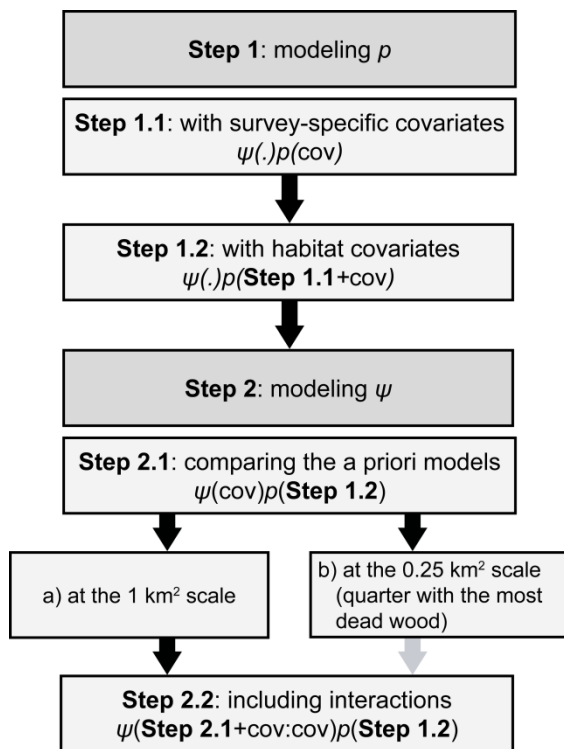 Step 1: modeling p
Step 1.1: with survey-specific covariates
ψ(.)p(cov)
Step 1.2: with habitat covariates
ψ(.)p(Step 1.1+cov)
Step 2: modeling ψ
Step 2.1: comparing the a priori models
ψ(cov)p(Step 1.2)
a) at the 1 km² scale
b) at the 0.25 km² scale
(quarter with the most
dead wood)
Step 2.2: including interactions
ψ(Step 2.1+cov:cov)p(Step 1.2)